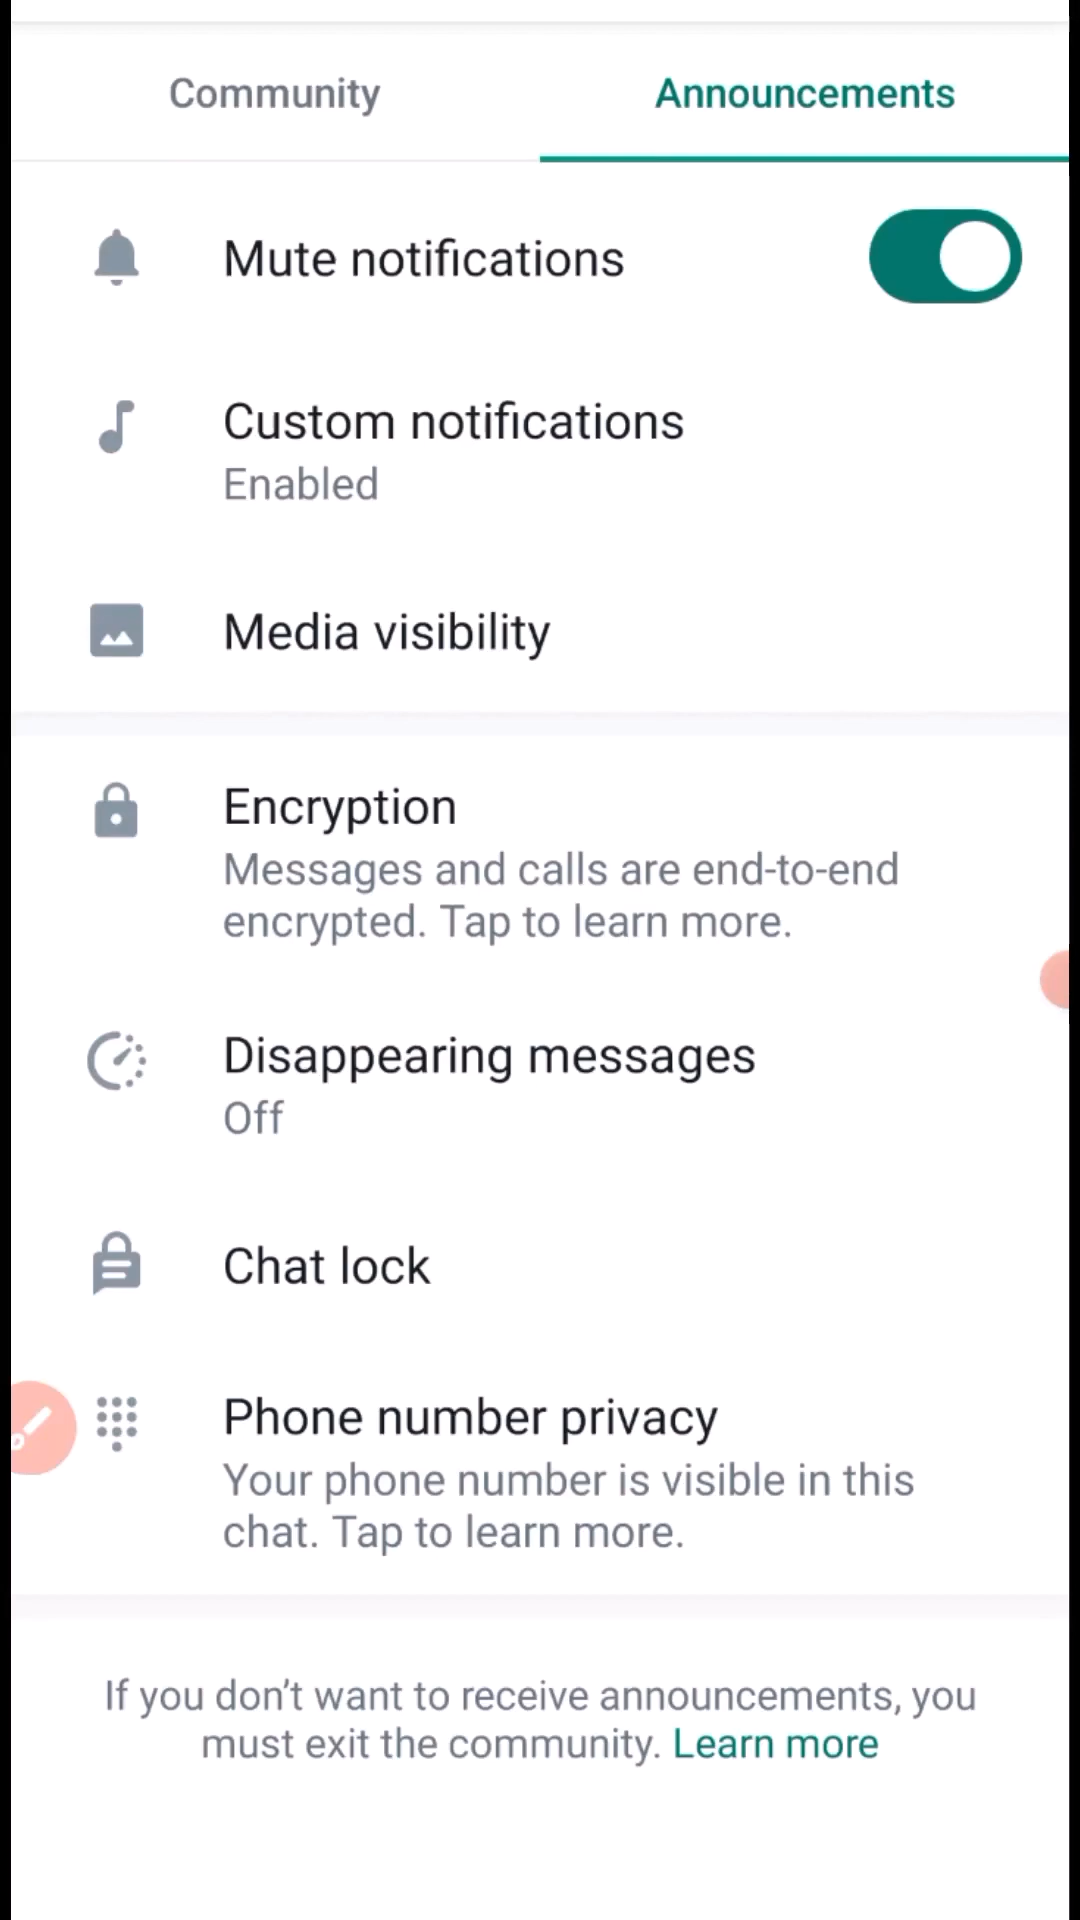 Community
Announcements
Mute notifications
Custom notifications
Enabled
Media visibility
Encryption
Messages and calls are end-to-end
encrypted. Tap to learn more.
Disappearing messages
Off
Chat lock
Phone number privacy
Your phone number is visible in this
chat. Tap to learn more.
If you don’t want to receive announcements, you
must exit the community. Learn more